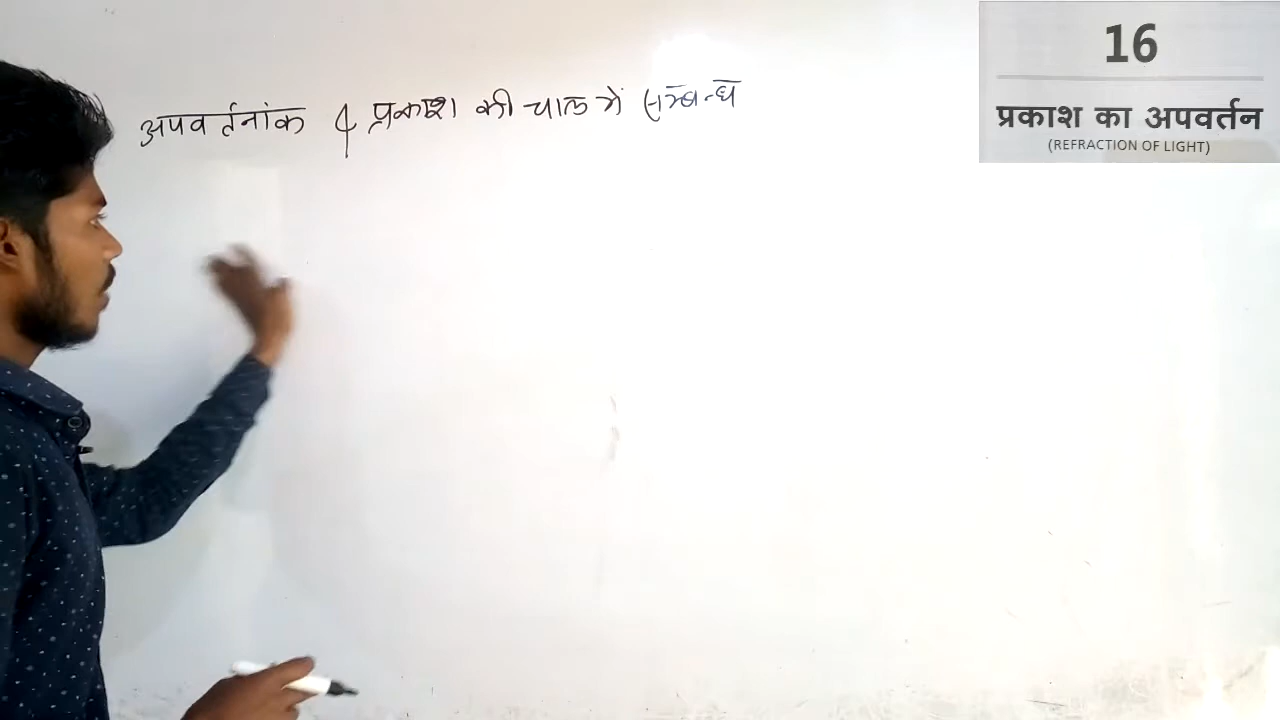 अपवर्तनांक व प्रकाश की चाल में सम्बन्ध
16
प्रकाश का अपवर्तन
(REFRACTION OF LIGHT)